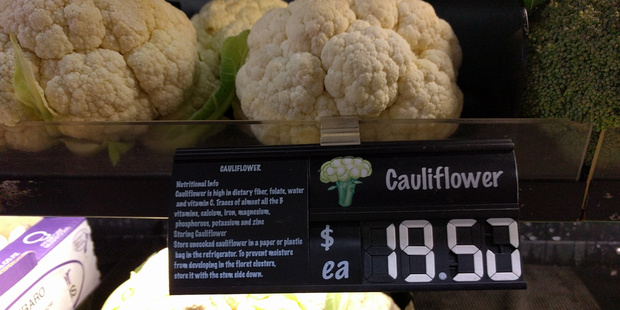 CAULIFLOWER
Nutritional Info
Cauliflower is high in dietary fiber, folate, water
and vitamin C. Traces of almost all the B
vitamins, calcium, iron, magnesium,
phosphorous, potassium and zinc
Storing Cauliflower
Store uncooked cauliflower in a paper or plastic
bag in the refrigerator. To prevent moisture
from developing in the floret clusters,
store it with the stem side down.
Cauliflower
$ 19.50
ea
ARO